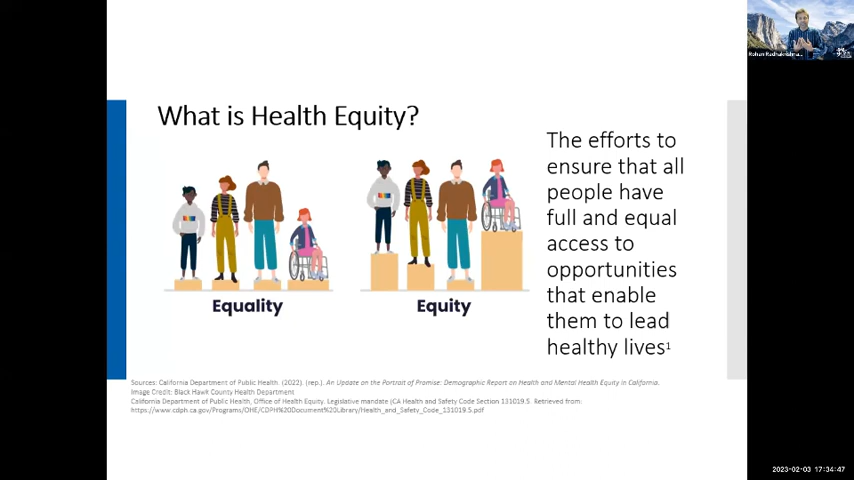 What is Health Equity?
The efforts to
ensure that all
people have
full and equal
access to
opportunities
that enable
them to lead
healthy lives¹
Equality
Equity
Sources: California Department of Public Health. (2022). (rep.). An Update on the Portrait of Promise: Demographic Report on Health and Mental Health Equity in California.
Image Credit: Black Hawk County Health Department
California Department of Public Health, Office of Health Equity. Legislative mandate (CA Health and Safety Code Section 131019.5. Retrieved from:
https://www.cdph.ca.gov/Programs/OHE/CDPH%20Document%20Library/Health_and_Safety_Code_131019.5.pdf
2023-02-03 17:34:47